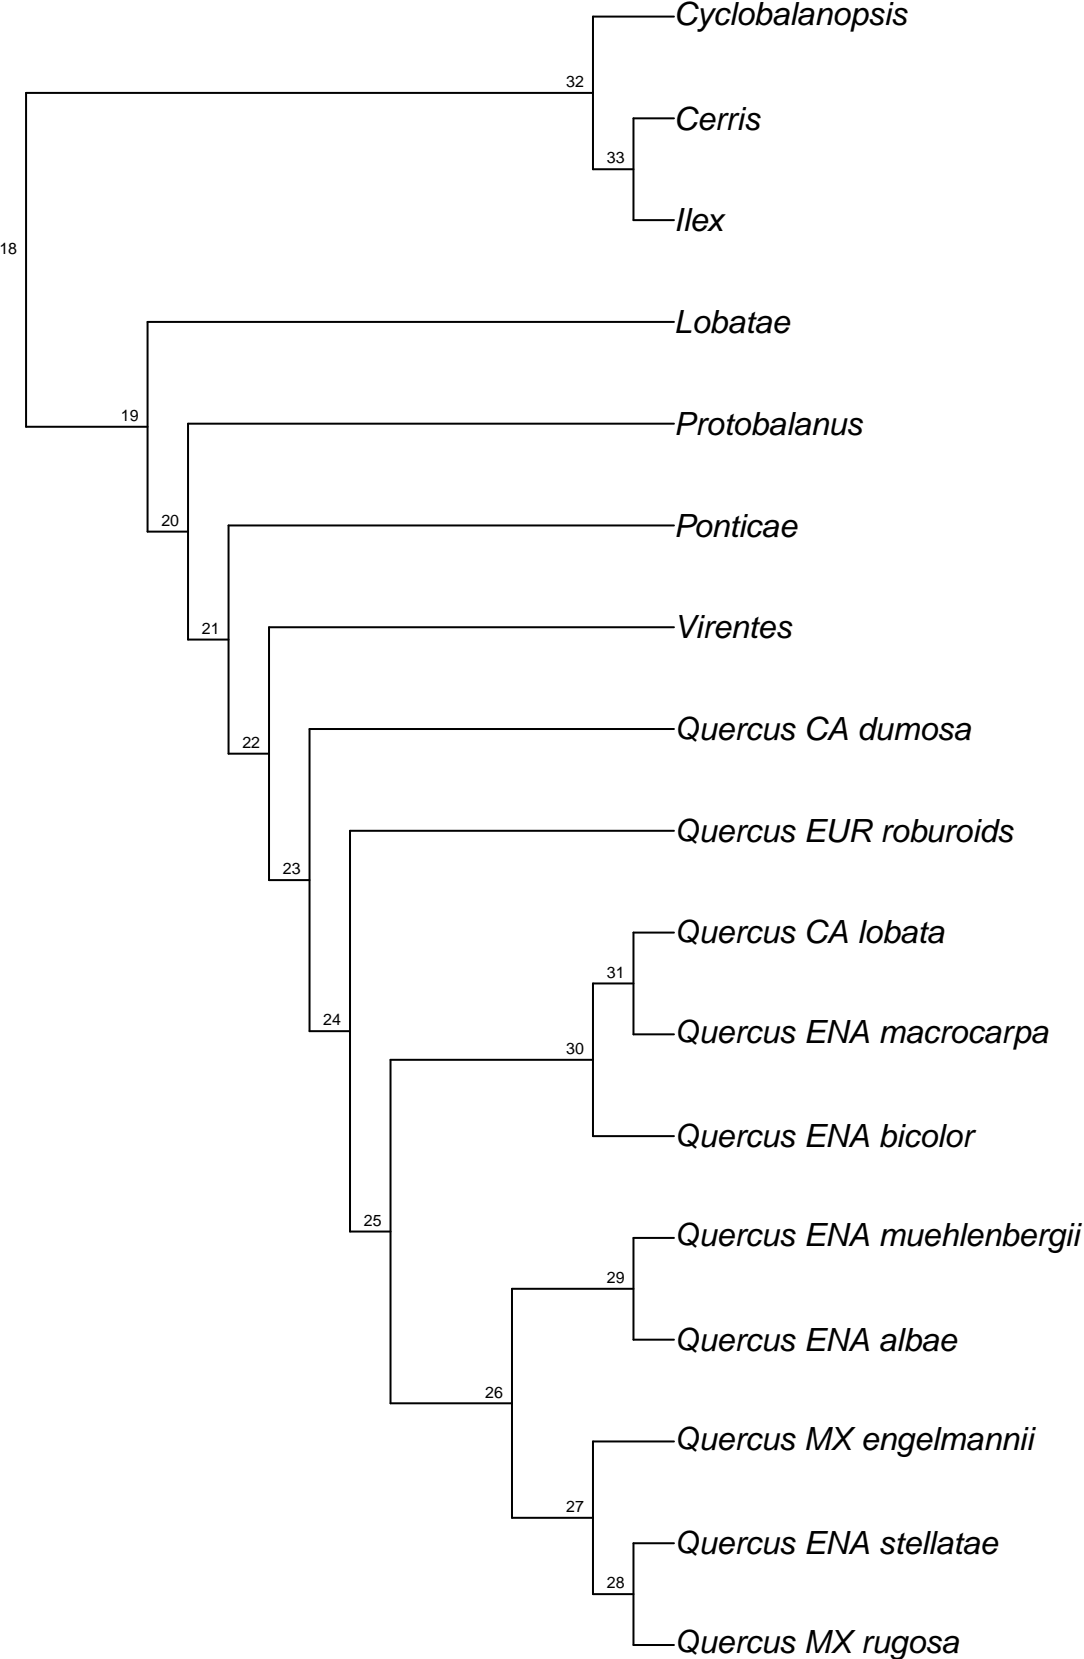 Cyclobalanopsis
32
Cerris
33
Ilex
18
Lobatae
19
Protobalanus
20
Ponticae
21
Virentes
22
Quercus CA dumosa
Quercus EUR roburoids
23
Quercus CA lobata
31
24
Quercus ENA macrocarpa
30
Quercus ENA bicolor
25
Quercus ENA muehlenbergii
29
Quercus ENA albae
26
Quercus MX engelmannii
27
Quercus ENA stellatae
28
Quercus MX rugosa